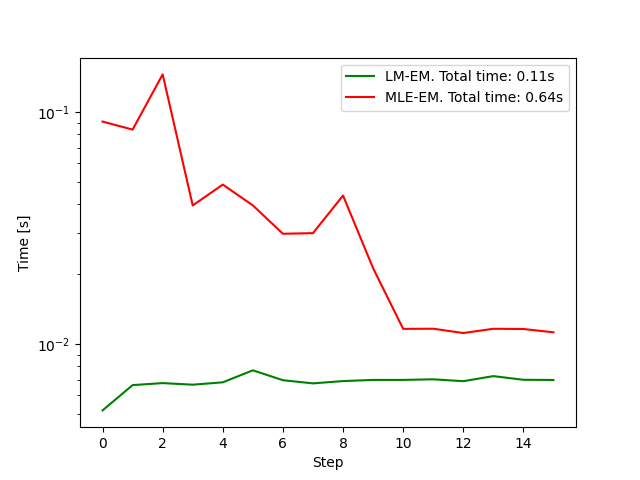 LM-EM. Total time: 0.11s
MLE-EM. Total time: 0.64s
10⁻¹
10⁻²
Time [s]
0 2 4 6 8 10 12 14
Step